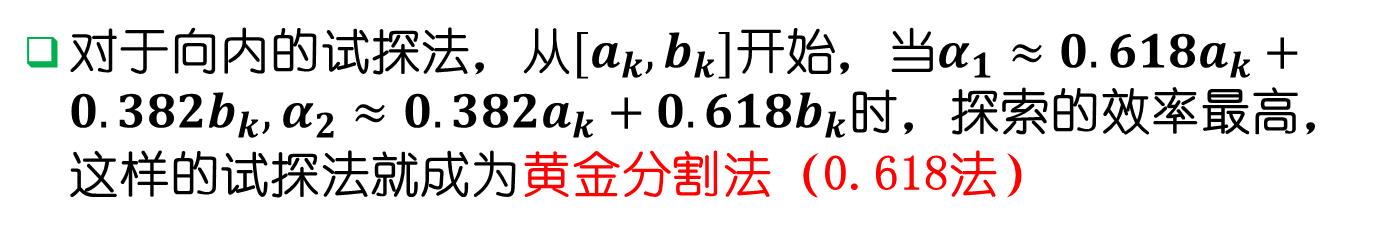 对于向内的试探法，从[aₖ, bₖ]开始，当α₁ ≈ 0.618aₖ +
0.382bₖ, α₂ ≈ 0.382aₖ + 0.618bₖ时，探索的效率最高，
这样的试探法就成为黄金分割法（0.618法）